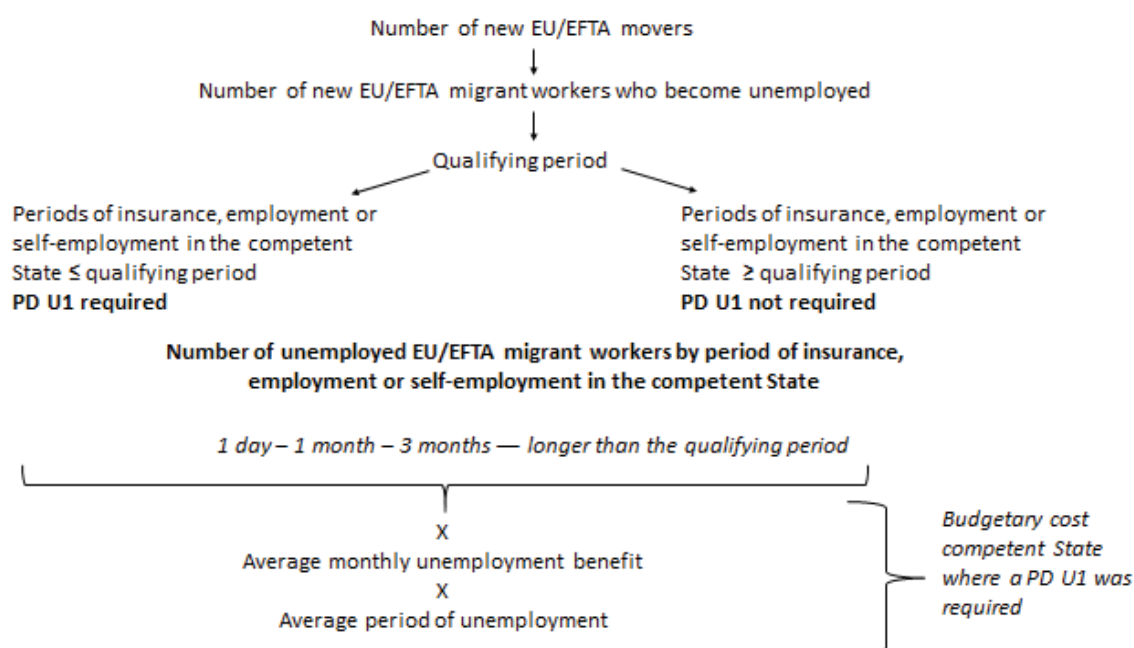 Number of new EU/EFTA movers
Number of new EU/EFTA migrant workers who become unemployed
Qualifying period
Periods of insurance, employment or
self-employment in the competent
State ≤ qualifying period
PD U1 required
Periods of insurance, employment or
self-employment in the competent
State ≥ qualifying period
PD U1 not required
Number of unemployed EU/EFTA migrant workers by period of insurance,
employment or self-employment in the competent State
1 day – 1 month – 3 months –– longer than the qualifying period
X
Average monthly unemployment benefit
X
Average period of unemployment
Budgetary cost
competent State
where a PD U1 was
required